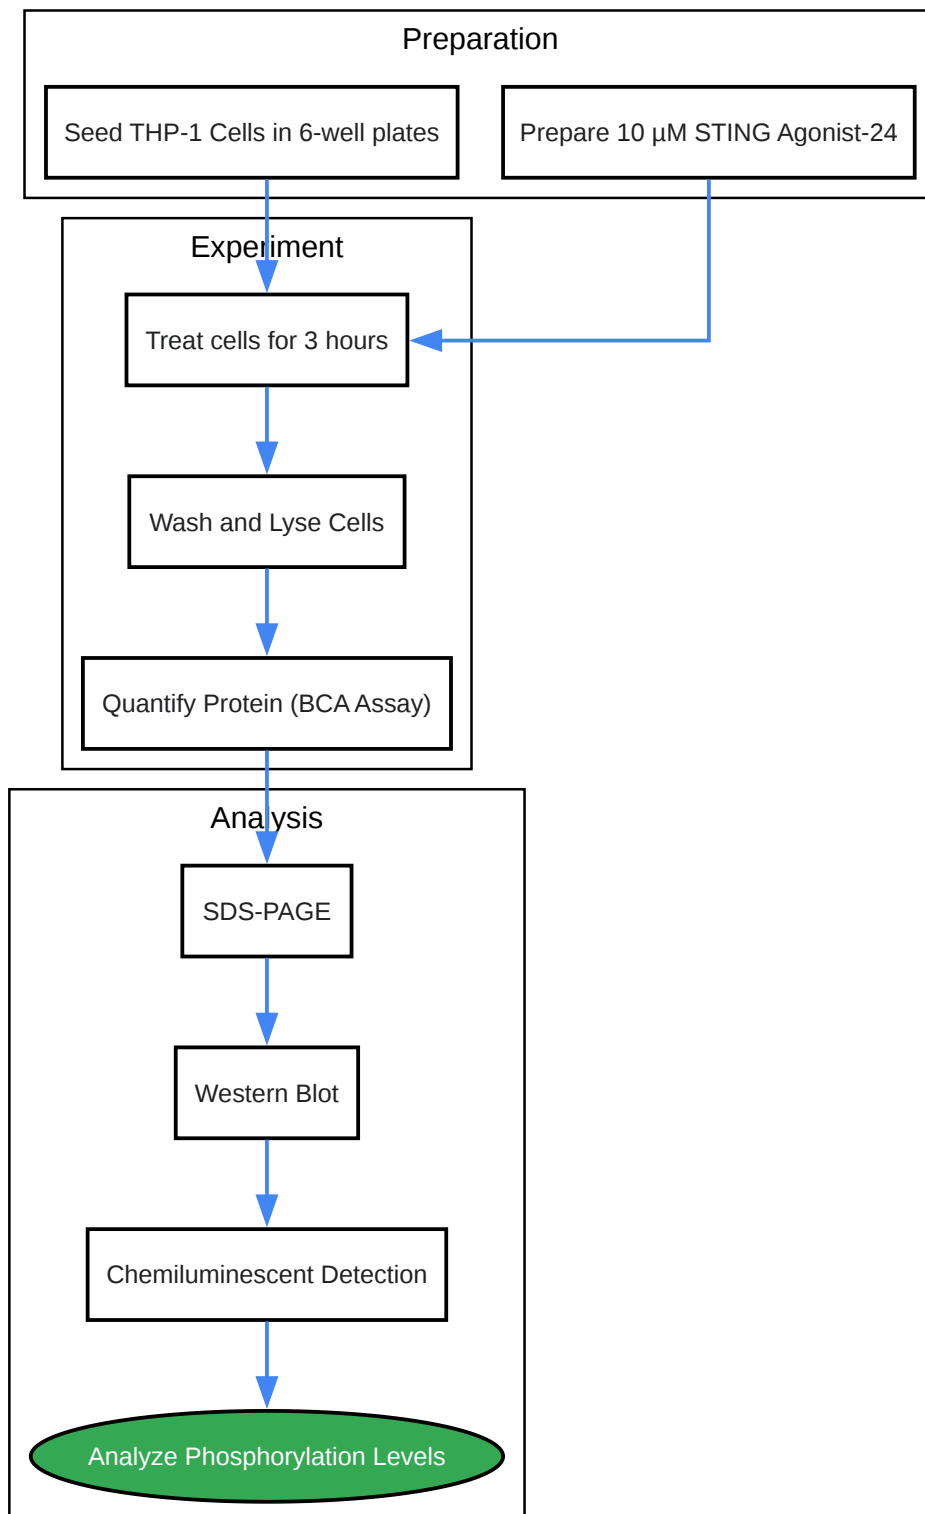 Preparation
Seed THP-1 Cells in 6-well plates
Prepare 10 µM STING Agonist-24
Experiment
Treat cells for 3 hours
Wash and Lyse Cells
Quantify Protein (BCA Assay)
Analysis
SDS-PAGE
Western Blot
Chemiluminescent Detection
Analyze Phosphorylation Levels